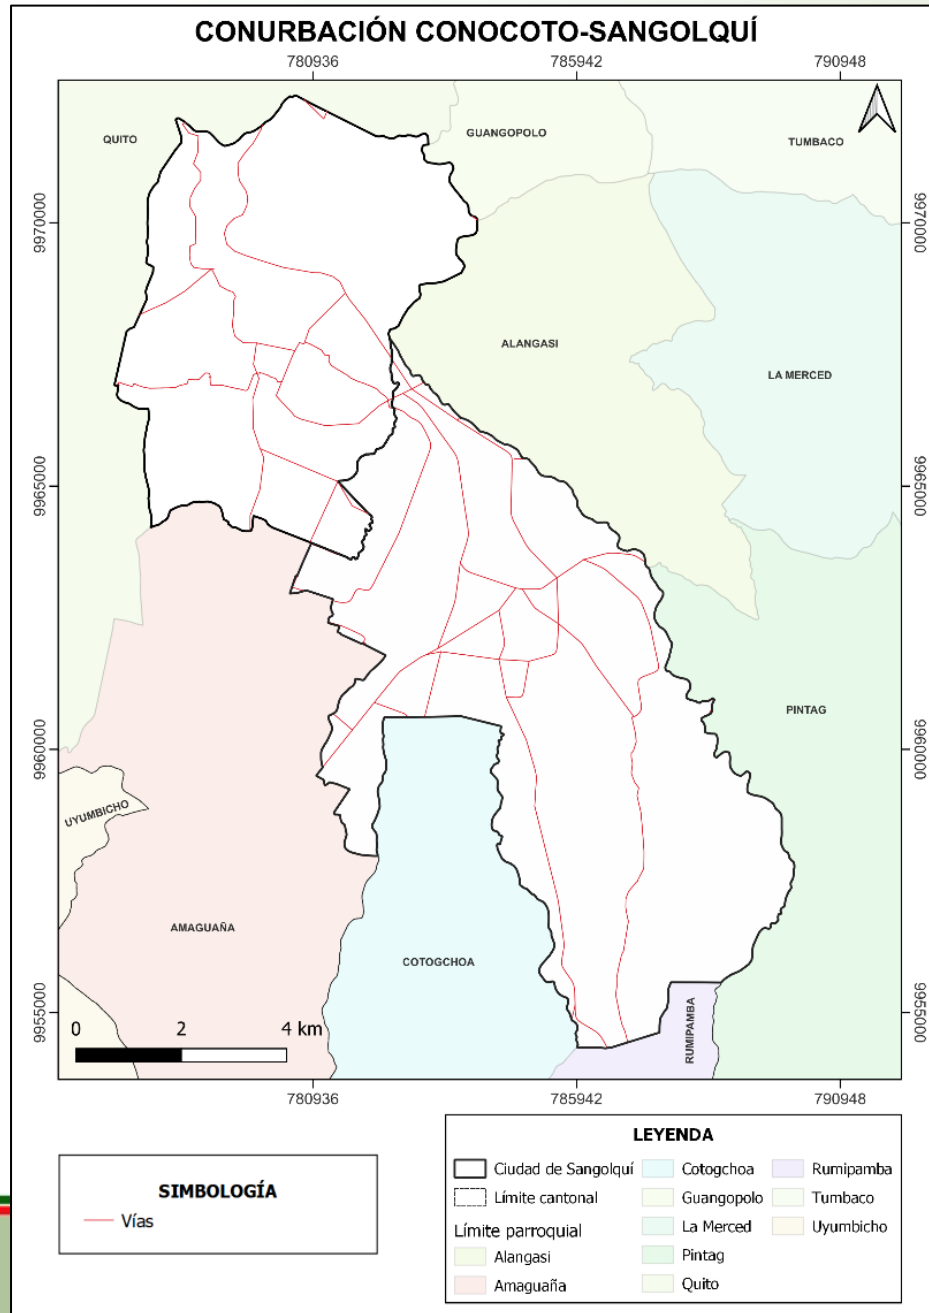 CONURBACIÓN CONOCOTO-SANGOLQUÍ
780936 785942 790948
QUITO
GUANGOPOLO
TUMBACO
9970000
9970000
ALANGASI
LA MERCED
9965000
9965000
PINTAG
9960000
9960000
UYUMBICHO
AMAGUAÑA
COTOGCHOA
9955000
9955000
RUMIPAMBA
0 2 4 km
780936 785942 790948
SIMBOLOGÍA
Vías
LEYENDA
Ciudad de Sangolquí
Límite cantonal
Límite parroquial
Alangasi
Amaguaña
Cotogchoa
Guangopolo
La Merced
Pintag
Quito
Rumipamba
Tumbaco
Uyumbicho